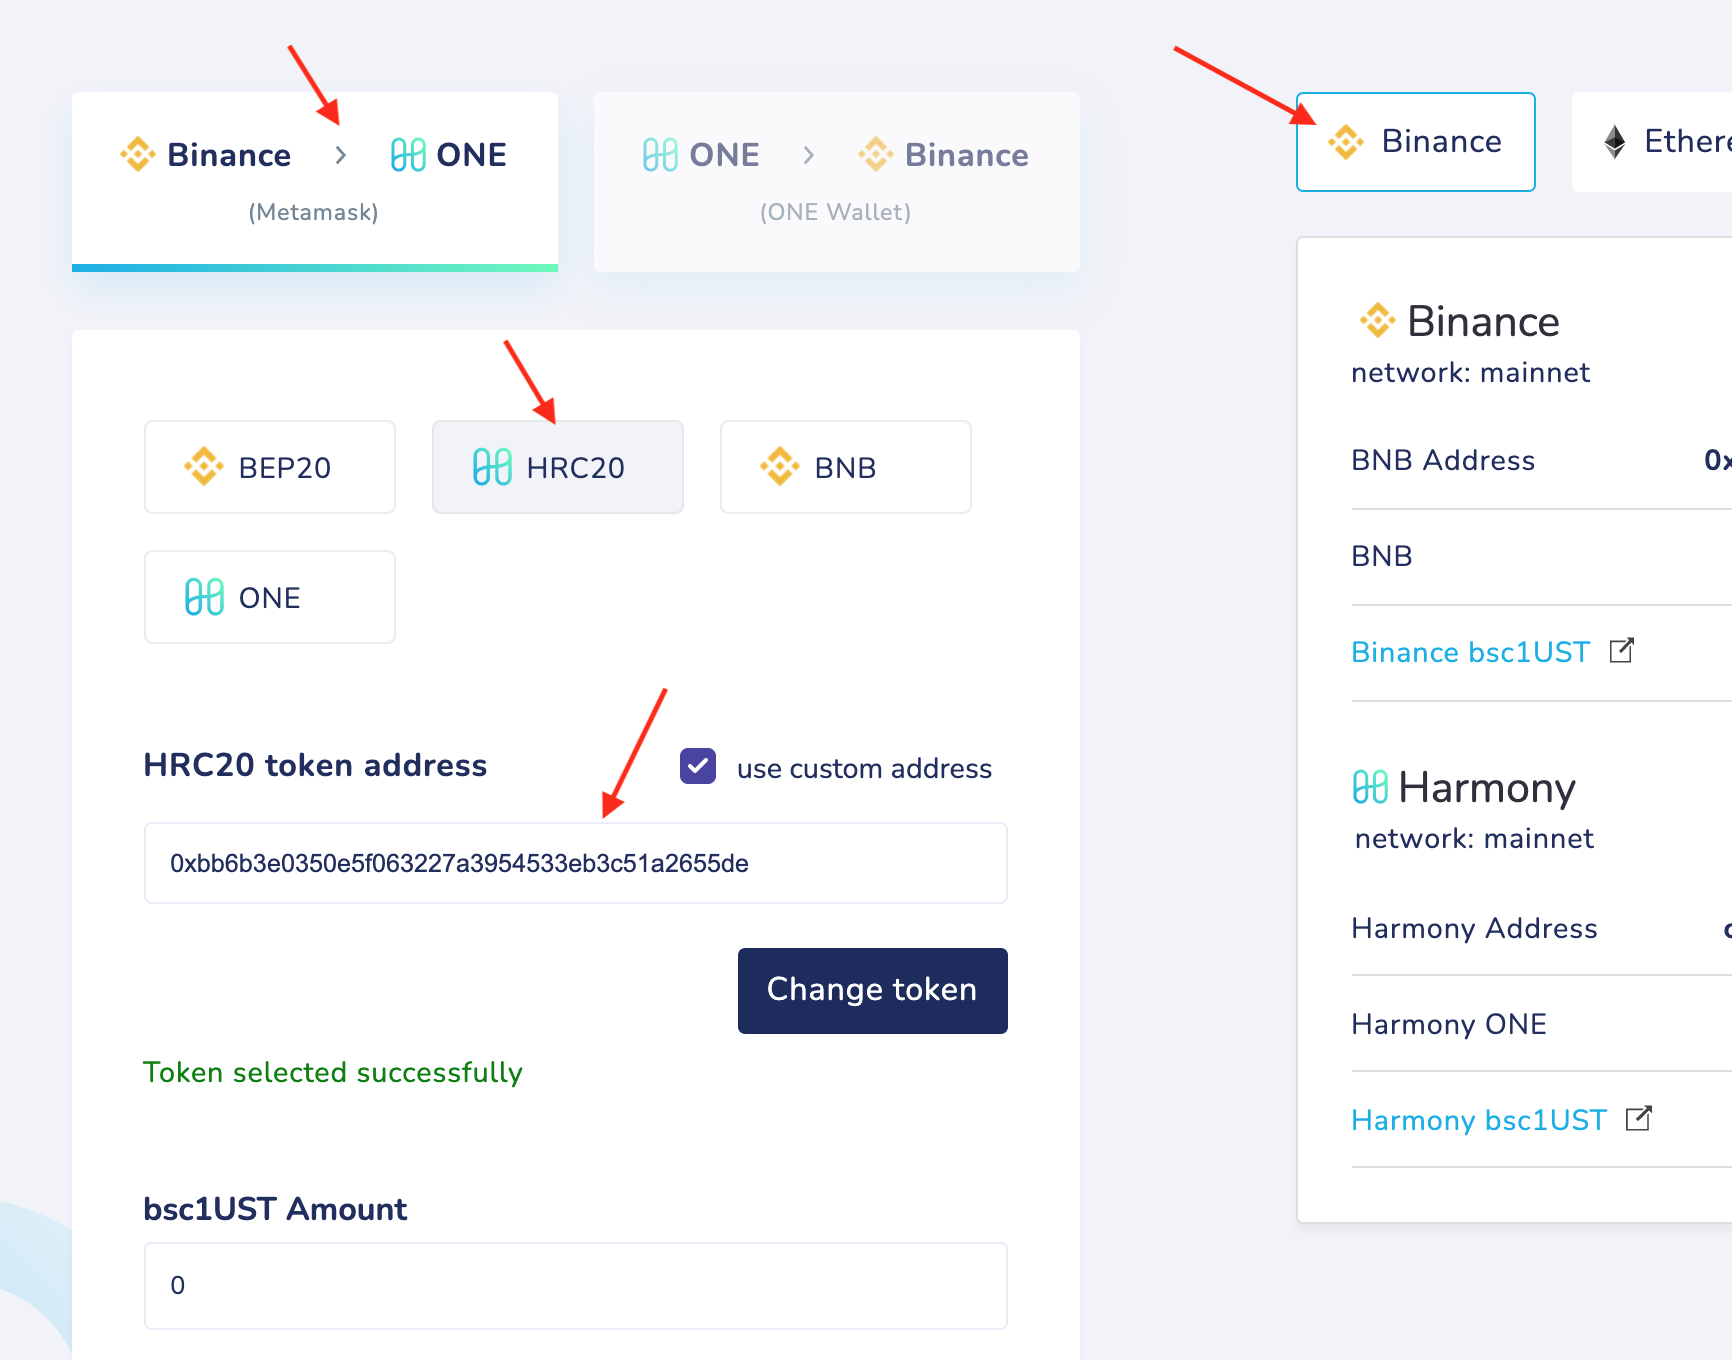 Binance > ONE
(Metamask)
ONE > Binance
(ONE Wallet)
BEP20
HRC20
BNB
ONE
HRC20 token address
use custom address
0xbb6b3e0350e5f063227a3954533eb3c51a2655de
Change token
Token selected successfully
bsc1UST Amount
0
Binance
Ethere
Binance
network: mainnet
BNB Address
0x
BNB
Binance bsc1UST
Harmony
network: mainnet
Harmony Address
Harmony ONE
Harmony bsc1UST